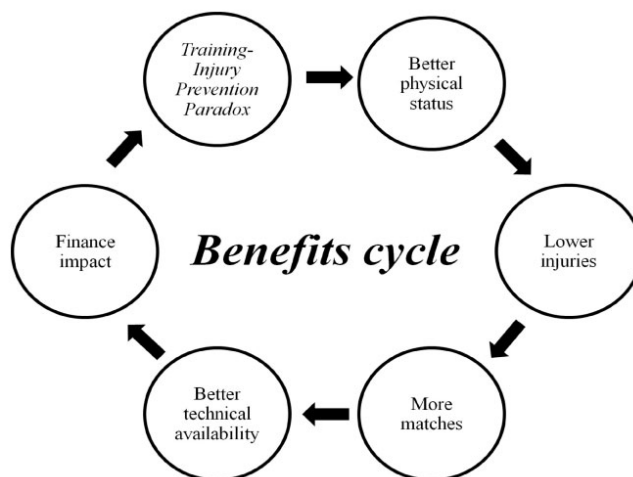 Training-
Injury
Prevention
Paradox
Better
physical
status
Lower
injuries
More
matches
Better
technical
availability
Finance
impact
Benefits cycle